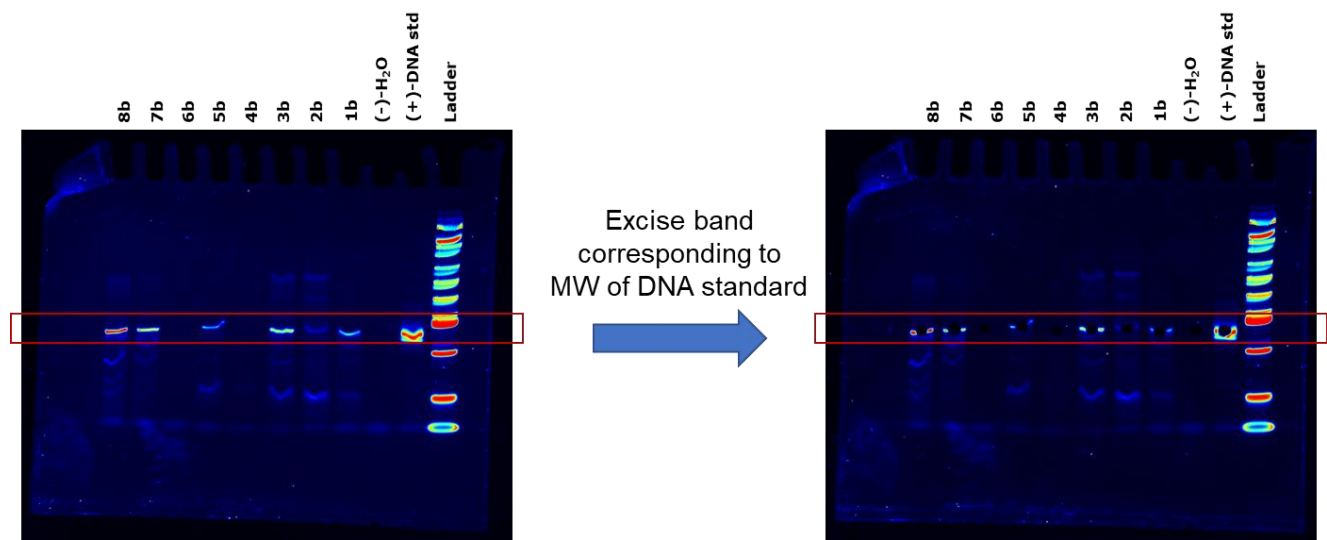 8b
7b
6b
5b
4b
3b
2b
1b
(-)-H₂O
(+)-DNA std
Ladder
Excise band
corresponding to
MW of DNA standard
8b
7b
6b
5b
4b
3b
2b
1b
(-)-H₂O
(+)-DNA std
Ladder